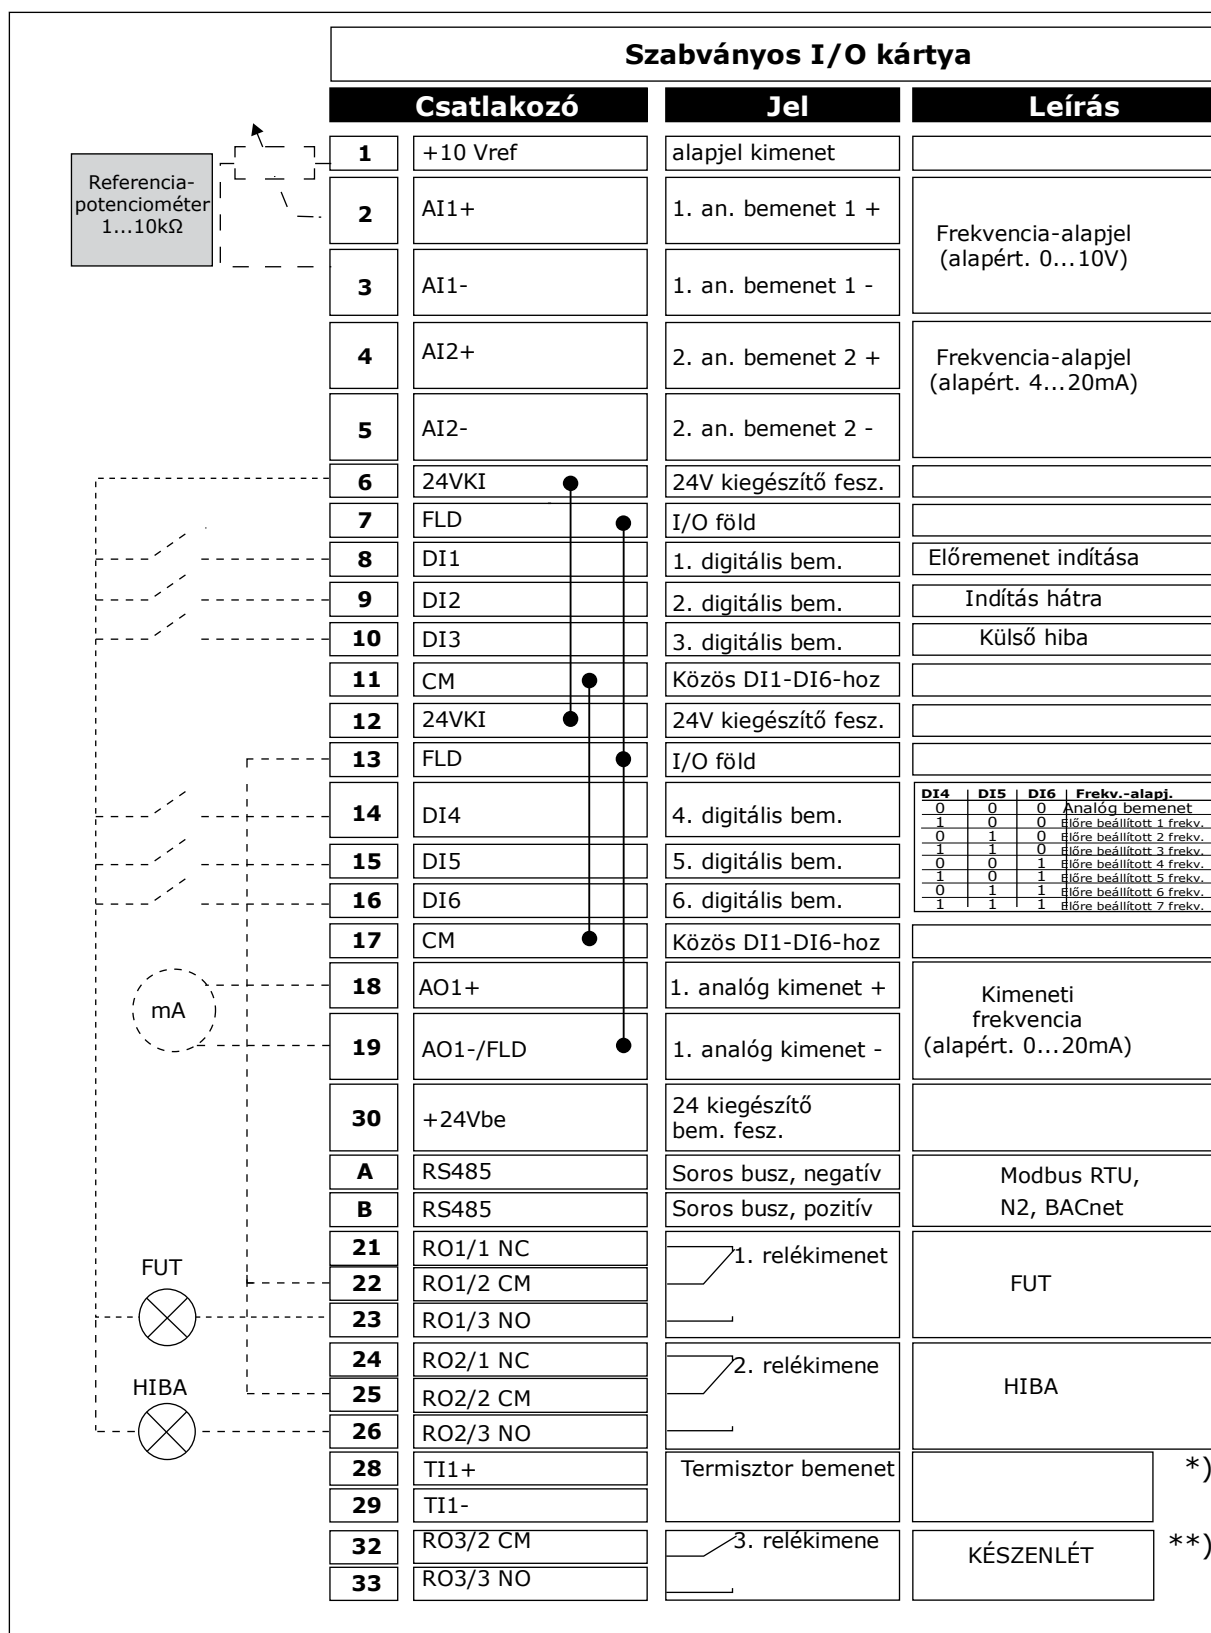 Szabványos I/O kártya
Csatlakozó Jel Leírás
Referencia-
potenciométer
1...10kΩ
1 +10 Vref alapjel kimenet
2 AI1+ 1. an. bemenet 1 +
Frekvencia-alapjel
(alapért. 0...10V)
3 AI1- 1. an. bemenet 1 -
4 AI2+ 2. an. bemenet 2 +
Frekvencia-alapjel
(alapért. 4...20mA)
5 AI2- 2. an. bemenet 2 -
6 24VKI 24V kiegészítő fesz.
7 FLD I/O föld
8 DI1 1. digitális bem. Előremenet indítása
9 DI2 2. digitális bem. Indítás hátra
10 DI3 3. digitális bem. Külső hiba
11 CM Közös DI1-DI6-hoz
12 24VKI 24V kiegészítő fesz.
13 FLD I/O föld
14 DI4 4. digitális bem.
DI4 DI5 DI6 Frekv.-alapj.
0 0 0 Analóg bemenet
1 0 0 Előre beállított 1 frekv.
0 1 0 Előre beállított 2 frekv.
1 1 0 Előre beállított 3 frekv.
0 0 1 Előre beállított 4 frekv.
1 0 1 Előre beállított 5 frekv.
0 1 1 Előre beállított 6 frekv.
1 1 1 Előre beállított 7 frekv.
15 DI5 5. digitális bem.
16 DI6 6. digitális bem.
17 CM Közös DI1-DI6-hoz
mA
18 AO1+ 1. analóg kimenet +
Kimeneti
frekvencia
(alapért. 0...20mA)
19 AO1-/FLD 1. analóg kimenet -
30 +24Vbe 24 kiegészítő
bem. fesz.
A RS485 Soros busz, negatív Modbus RTU,
B RS485 Soros busz, pozitív N2, BACnet
21 RO1/1 NC 1. relékimenet
FUT
22 RO1/2 CM FUT
23 RO1/3 NO
24 RO2/1 NC 2. relékimene
HIBA
25 RO2/2 CM HIBA
26 RO2/3 NO
28 TI1+ Termisztor bemenet *)
29 TI1-
32 RO3/2 CM 3. relékimene KÉSZENLÉT **)
33 RO3/3 NO